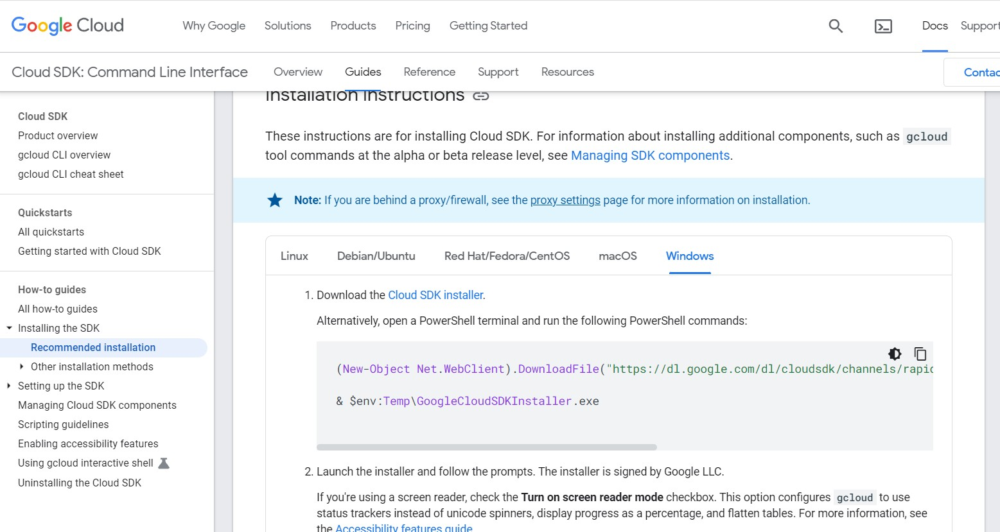 Google Cloud
Why Google
Solutions
Products
Pricing
Getting Started
Docs
Support
Cloud SDK: Command Line Interface
Overview
Guides
Reference
Support
Resources
Contac
Cloud SDK
Product overview
gcloud CLI overview
gcloud CLI cheat sheet
Quickstarts
All quickstarts
Getting started with Cloud SDK
How-to guides
All how-to guides
Installing the SDK
Recommended installation
Other installation methods
Setting up the SDK
Managing Cloud SDK components
Scripting guidelines
Enabling accessibility features
Using gcloud interactive shell
Uninstalling the Cloud SDK
Installation instructions
These instructions are for installing Cloud SDK. For information about installing additional components, such as gcloud
tool commands at the alpha or beta release level, see Managing SDK components.
Note: If you are behind a proxy/firewall, see the proxy settings page for more information on installation.
Linux
Debian/Ubuntu
Red Hat/Fedora/CentOS
macOS
Windows
1. Download the Cloud SDK installer.
Alternatively, open a PowerShell terminal and run the following PowerShell commands:
(New-Object Net.WebClient).DownloadFile("https://dl.google.com/dl/cloudsdk/channels/rapid
& $env:Temp\GoogleCloudSDKInstaller.exe
2. Launch the installer and follow the prompts. The installer is signed by Google LLC.
If you're using a screen reader, check the Turn on screen reader mode checkbox. This option configures gcloud to use
status trackers instead of unicode spinners, display progress as a percentage, and flatten tables. For more information, see
the Accessibility features guide